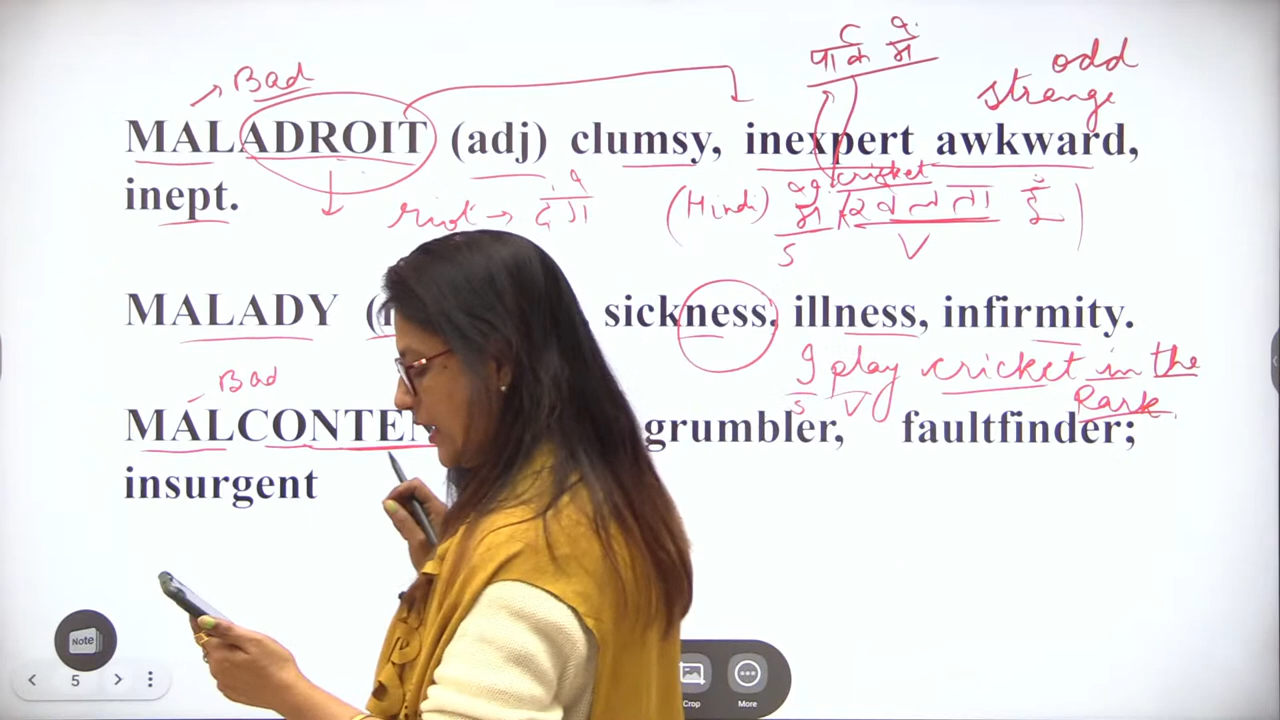 पार्क में
odd
strange
→ Bad
MALADROIT (adj) clumsy, inexpert awkward,
inept.
riot → दंगे
(Hindi) मैं cricket खेलता हूँ)
S V
MALADY sickness, illness, infirmity.
Bad
I play cricket in the
Park.
S V
MALCONTEN grumbler, faultfinder;
insurgent
Note
5
Crop
More